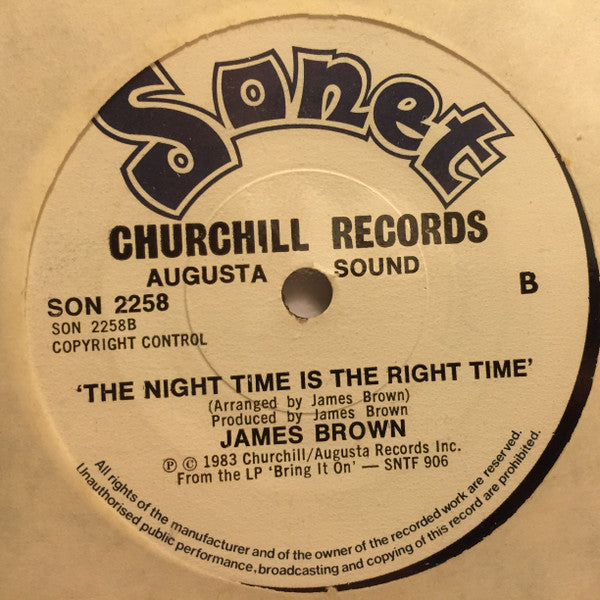 Sonet
CHURCHILL RECORDS
AUGUSTA SOUND
SON 2258
B
SON 2258B
COPYRIGHT CONTROL
'THE NIGHT TIME IS THE RIGHT TIME'
(Arranged by James Brown)
Produced by James Brown
JAMES BROWN
Ⓟ © 1983 Churchill/Augusta Records Inc.
From the LP 'Bring It On' — SNTF 906
All rights of the manufacturer and of the owner of the recorded work are reserved.
Unauthorised public performance, broadcasting and copying of this record are prohibited.